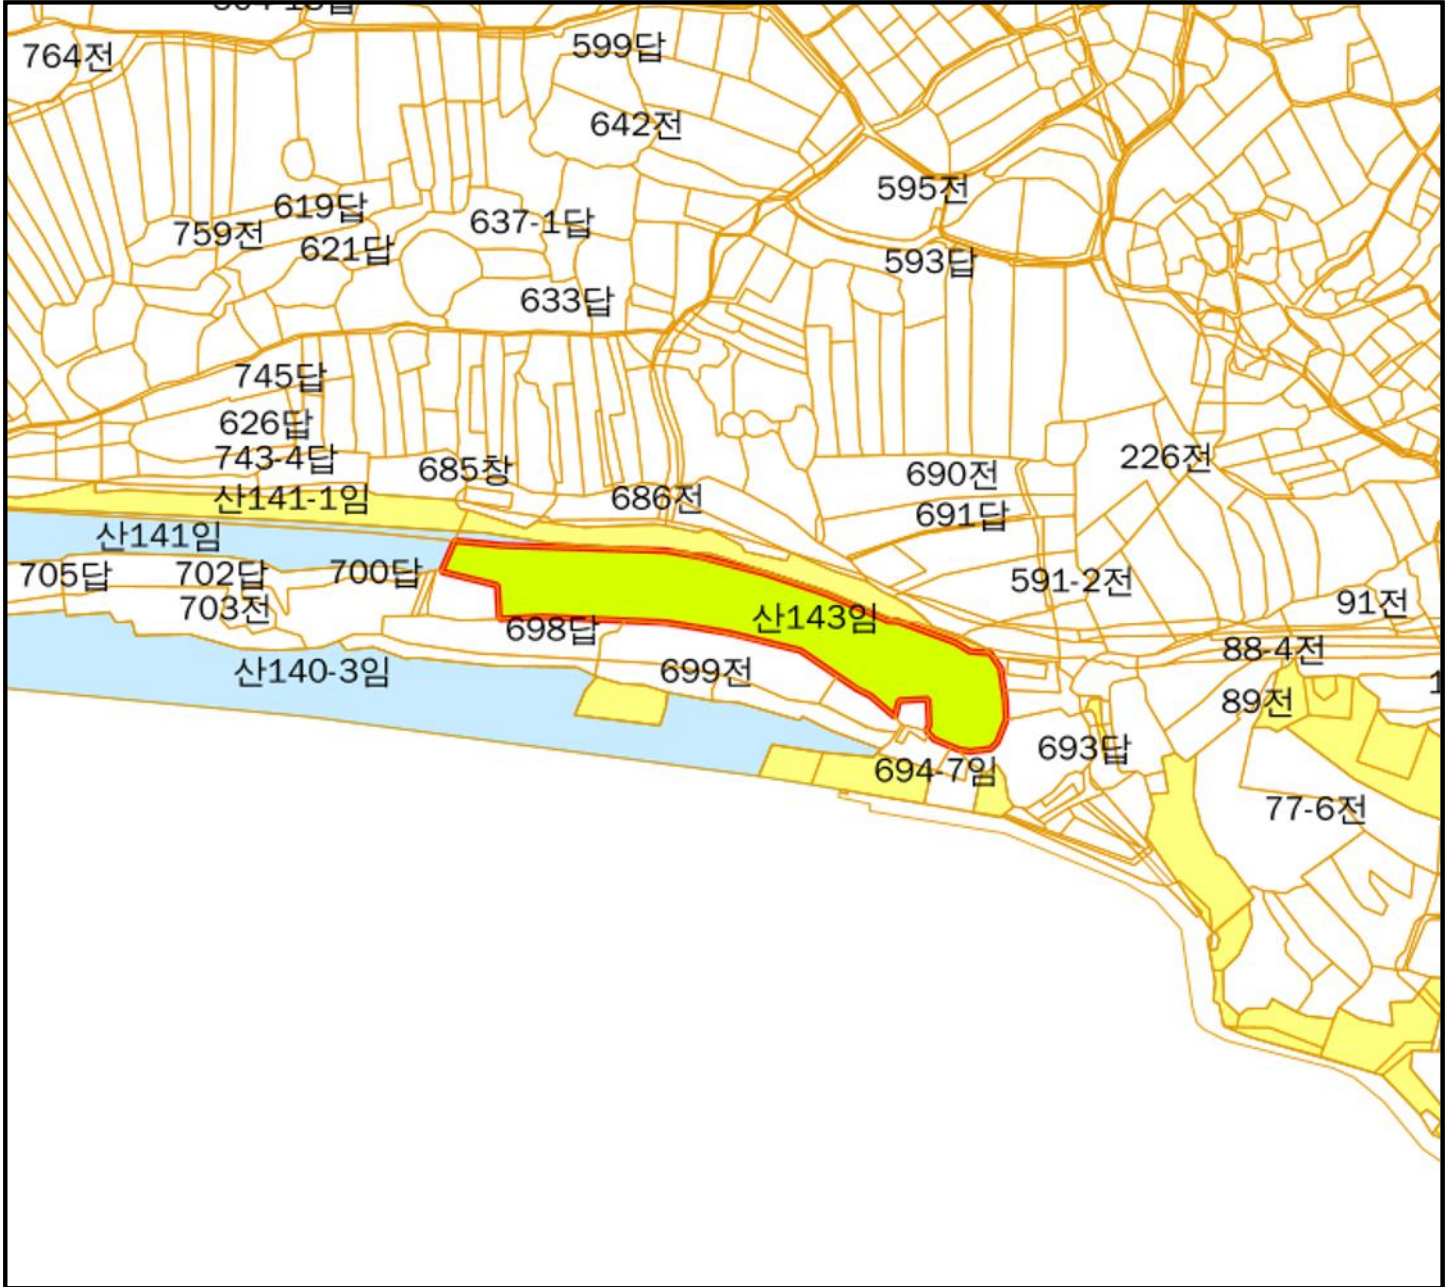 764전
599답
642전
595전
619답
637-1답
759전
621답
593답
633답
745답
626답
743-4답
685창
226전
690전
산141-1임
686전
691답
산141임
705답
702답
700답
591-2전
703전
91전
산143임
698답
88-4전
산140-3임
699전
89전
693답
694-7임
77-6전